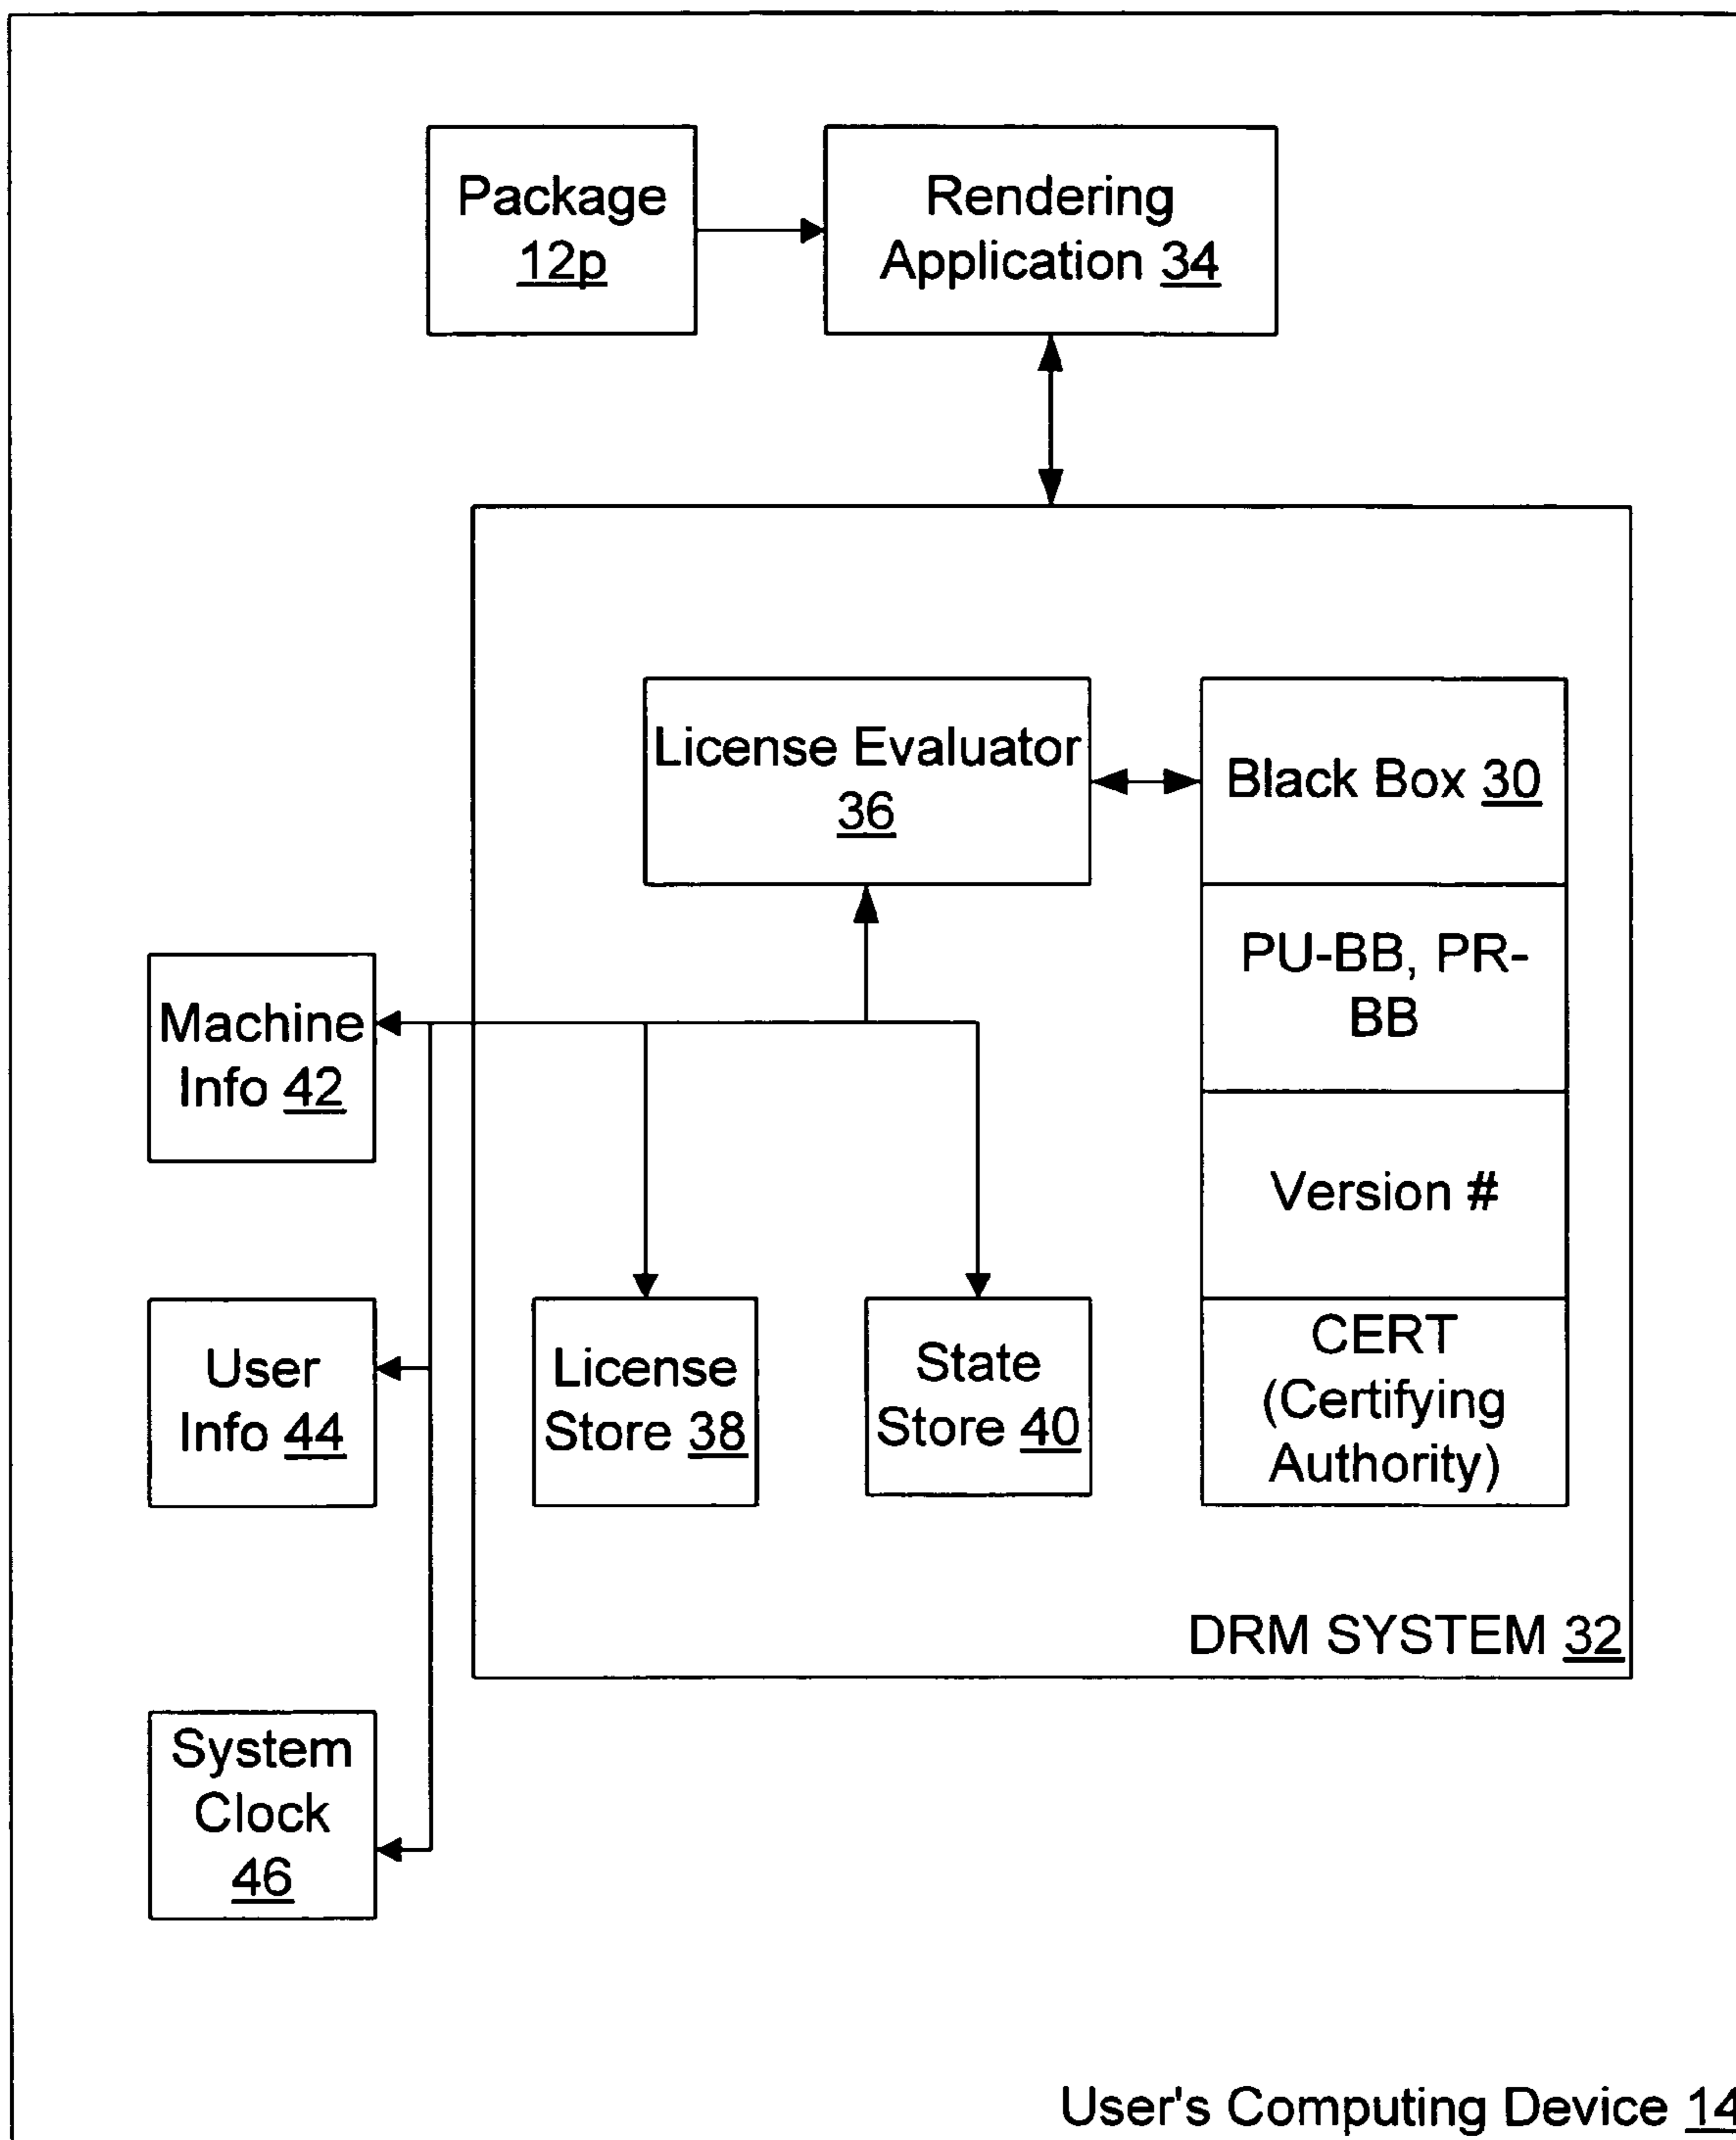 Package
12p
Rendering
Application 34
License Evaluator
36
Black Box 30
PU-BB, PR-
BB
Machine
Info 42
Version #
User
Info 44
License
Store 38
State
Store 40
CERT
(Certifying
Authority)
DRM SYSTEM 32
System
Clock
46
User's Computing Device 14